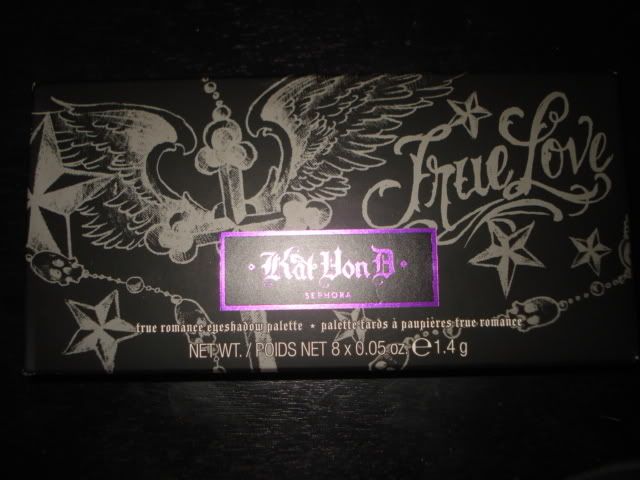 True Love
·Kat Von D·
SEPHORA
true romance eyeshadow palette ★ palette fards à paupières true romance
NET WT. / POIDS NET 8 x 0.05 oz. ℮ 1.4 g